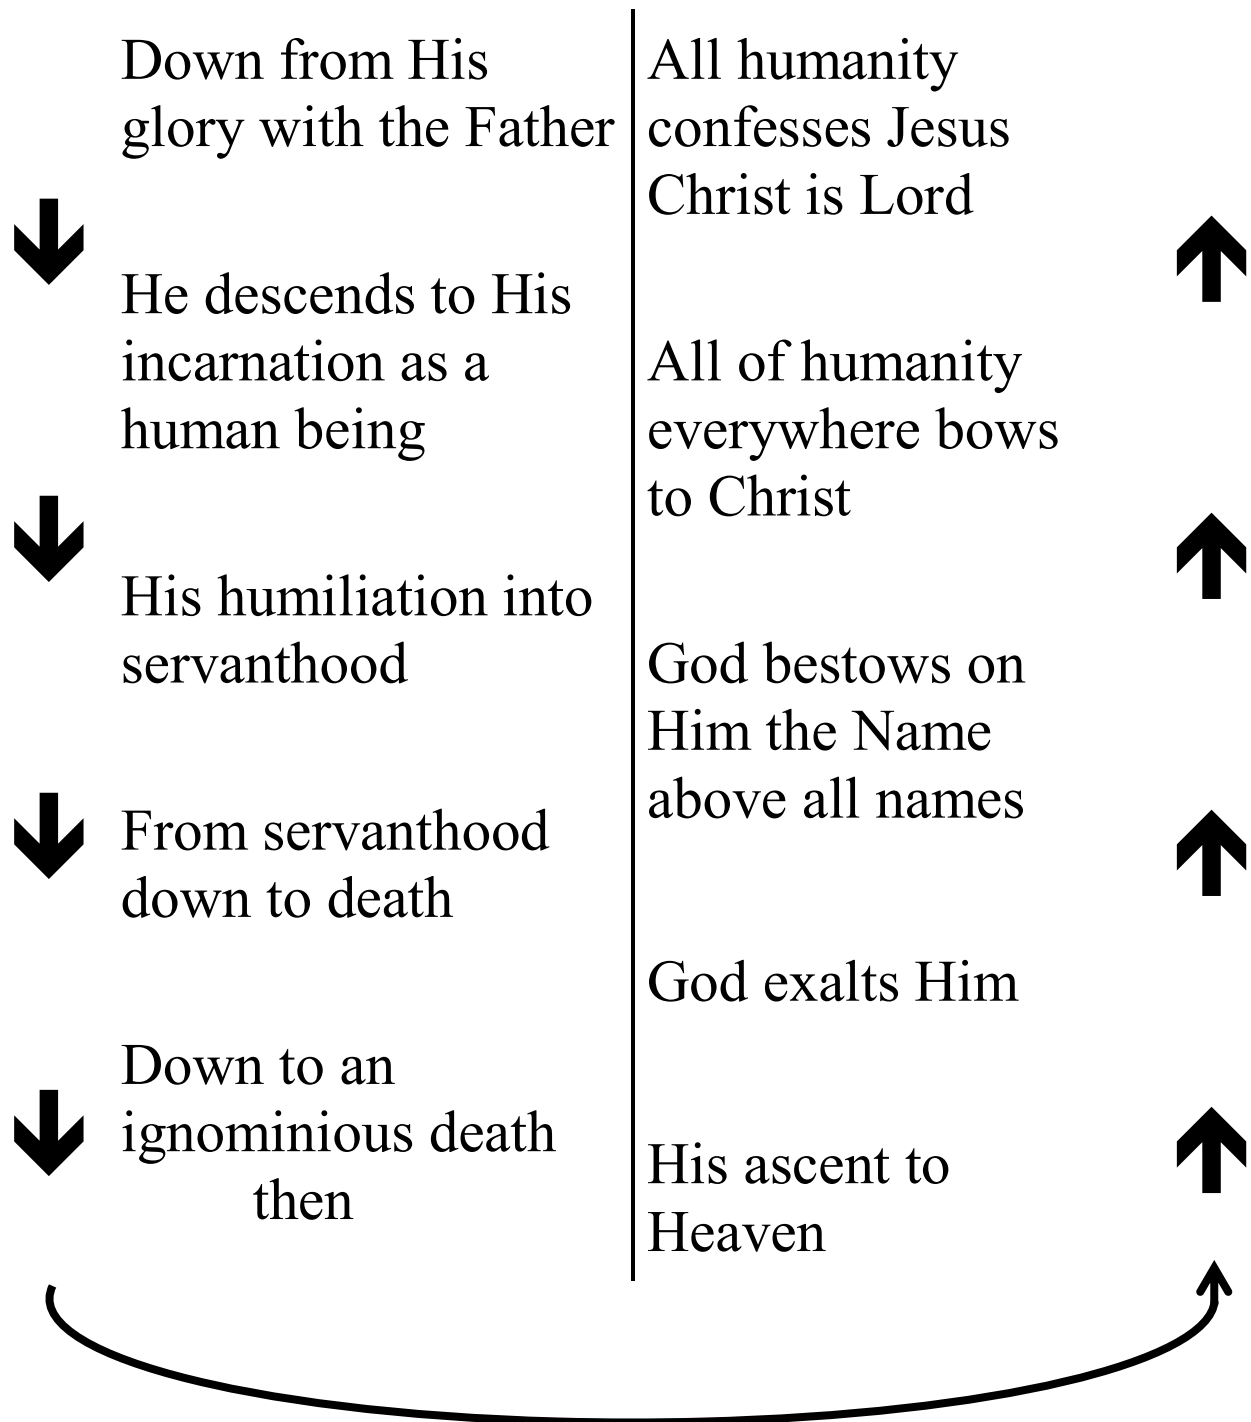 Down from His
glory with the Father
He descends to His
incarnation as a
human being
His humiliation into
servanthood
From servanthood
down to death
Down to an
ignominious death
then
All humanity
confesses Jesus
Christ is Lord
All of humanity
everywhere bows
to Christ
God bestows on
Him the Name
above all names
God exalts Him
His ascent to
Heaven